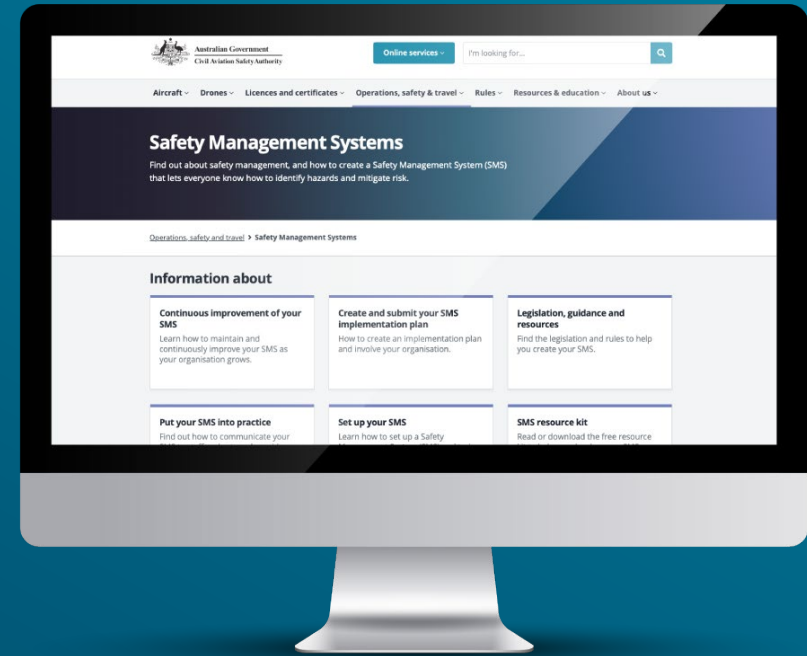 Australian Government
Civil Aviation Safety Authority
Online services
I'm looking for...
Aircraft Drones Licences and certificates Operations, safety & travel Rules Resources & education About us
Safety Management Systems
Find out about safety management, and how to create a Safety Management System (SMS)
that lets everyone know how to identify hazards and mitigate risk.
Operations, safety and travel > Safety Management Systems
Information about
Continuous improvement of your
SMS
Learn how to maintain and
continuously improve your SMS as
your organisation grows.
Create and submit your SMS
implementation plan
How to create an implementation plan
and involve your organisation.
Legislation, guidance and
resources
Find the legislation and rules to help
you create your SMS.
Put your SMS into practice
Find out how to communicate your
Set up your SMS
Learn how to set up a Safety
SMS resource kit
Read or download the free resource